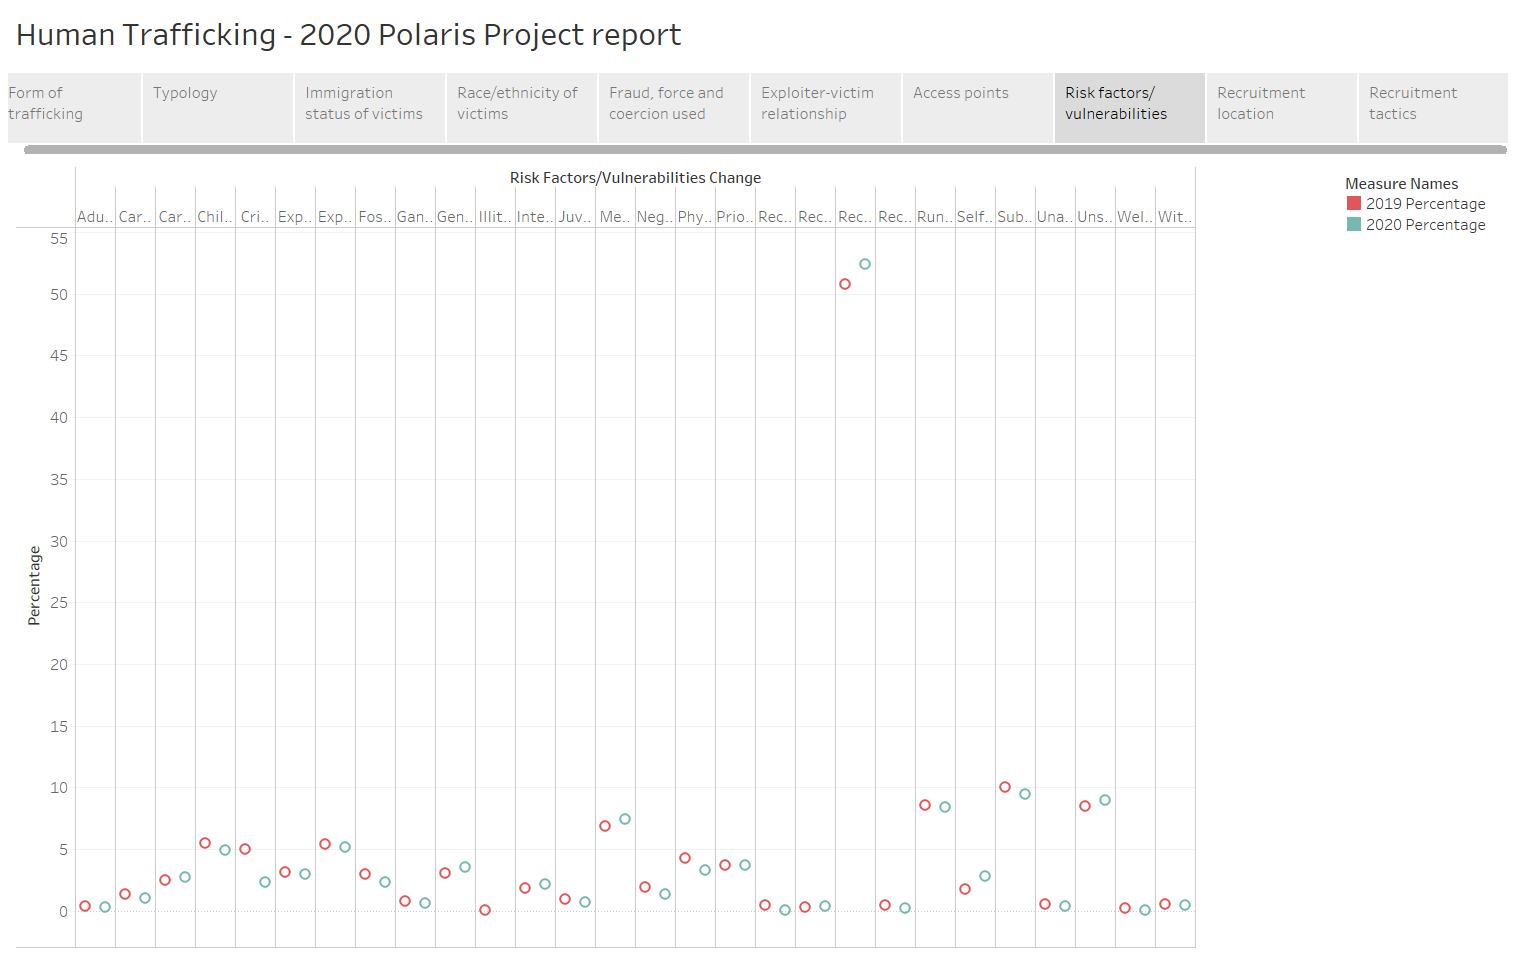 Human Trafficking - 2020 Polaris Project report
Form of
trafficking
Typology
Immigration
status of victims
Race/ethnicity of
victims
Fraud, force and
coercion used
Exploiter-victim
relationship
Access points
Risk factors/
vulnerabilities
Recruitment
location
Recruitment
tactics
Risk Factors/Vulnerabilities Change
Adu.. Car.. Car.. Chil.. Cri.. Exp.. Exp.. Fos.. Gan.. Gen.. Illit.. Inte.. Juv.. Me.. Neg.. Phy.. Prio.. Rec.. Rec.. Rec.. Rec.. Run.. Self.. Sub.. Una.. Uns.. Wel.. Wit..
55
50
45
40
35
30
25
20
15
10
5
0
Percentage
Measure Names
2019 Percentage
2020 Percentage